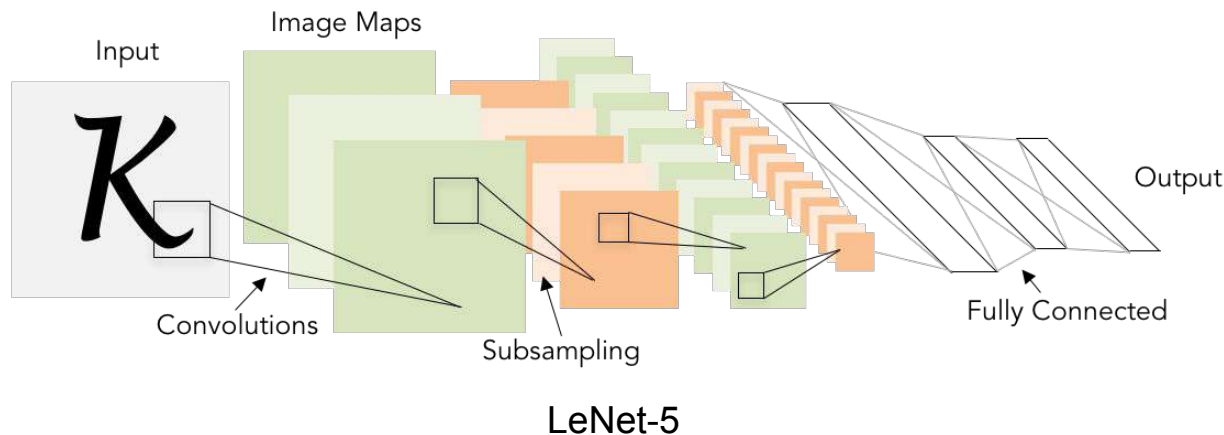 Image Maps
Input
K
Output
Convolutions
Fully Connected
Subsampling
LeNet-5